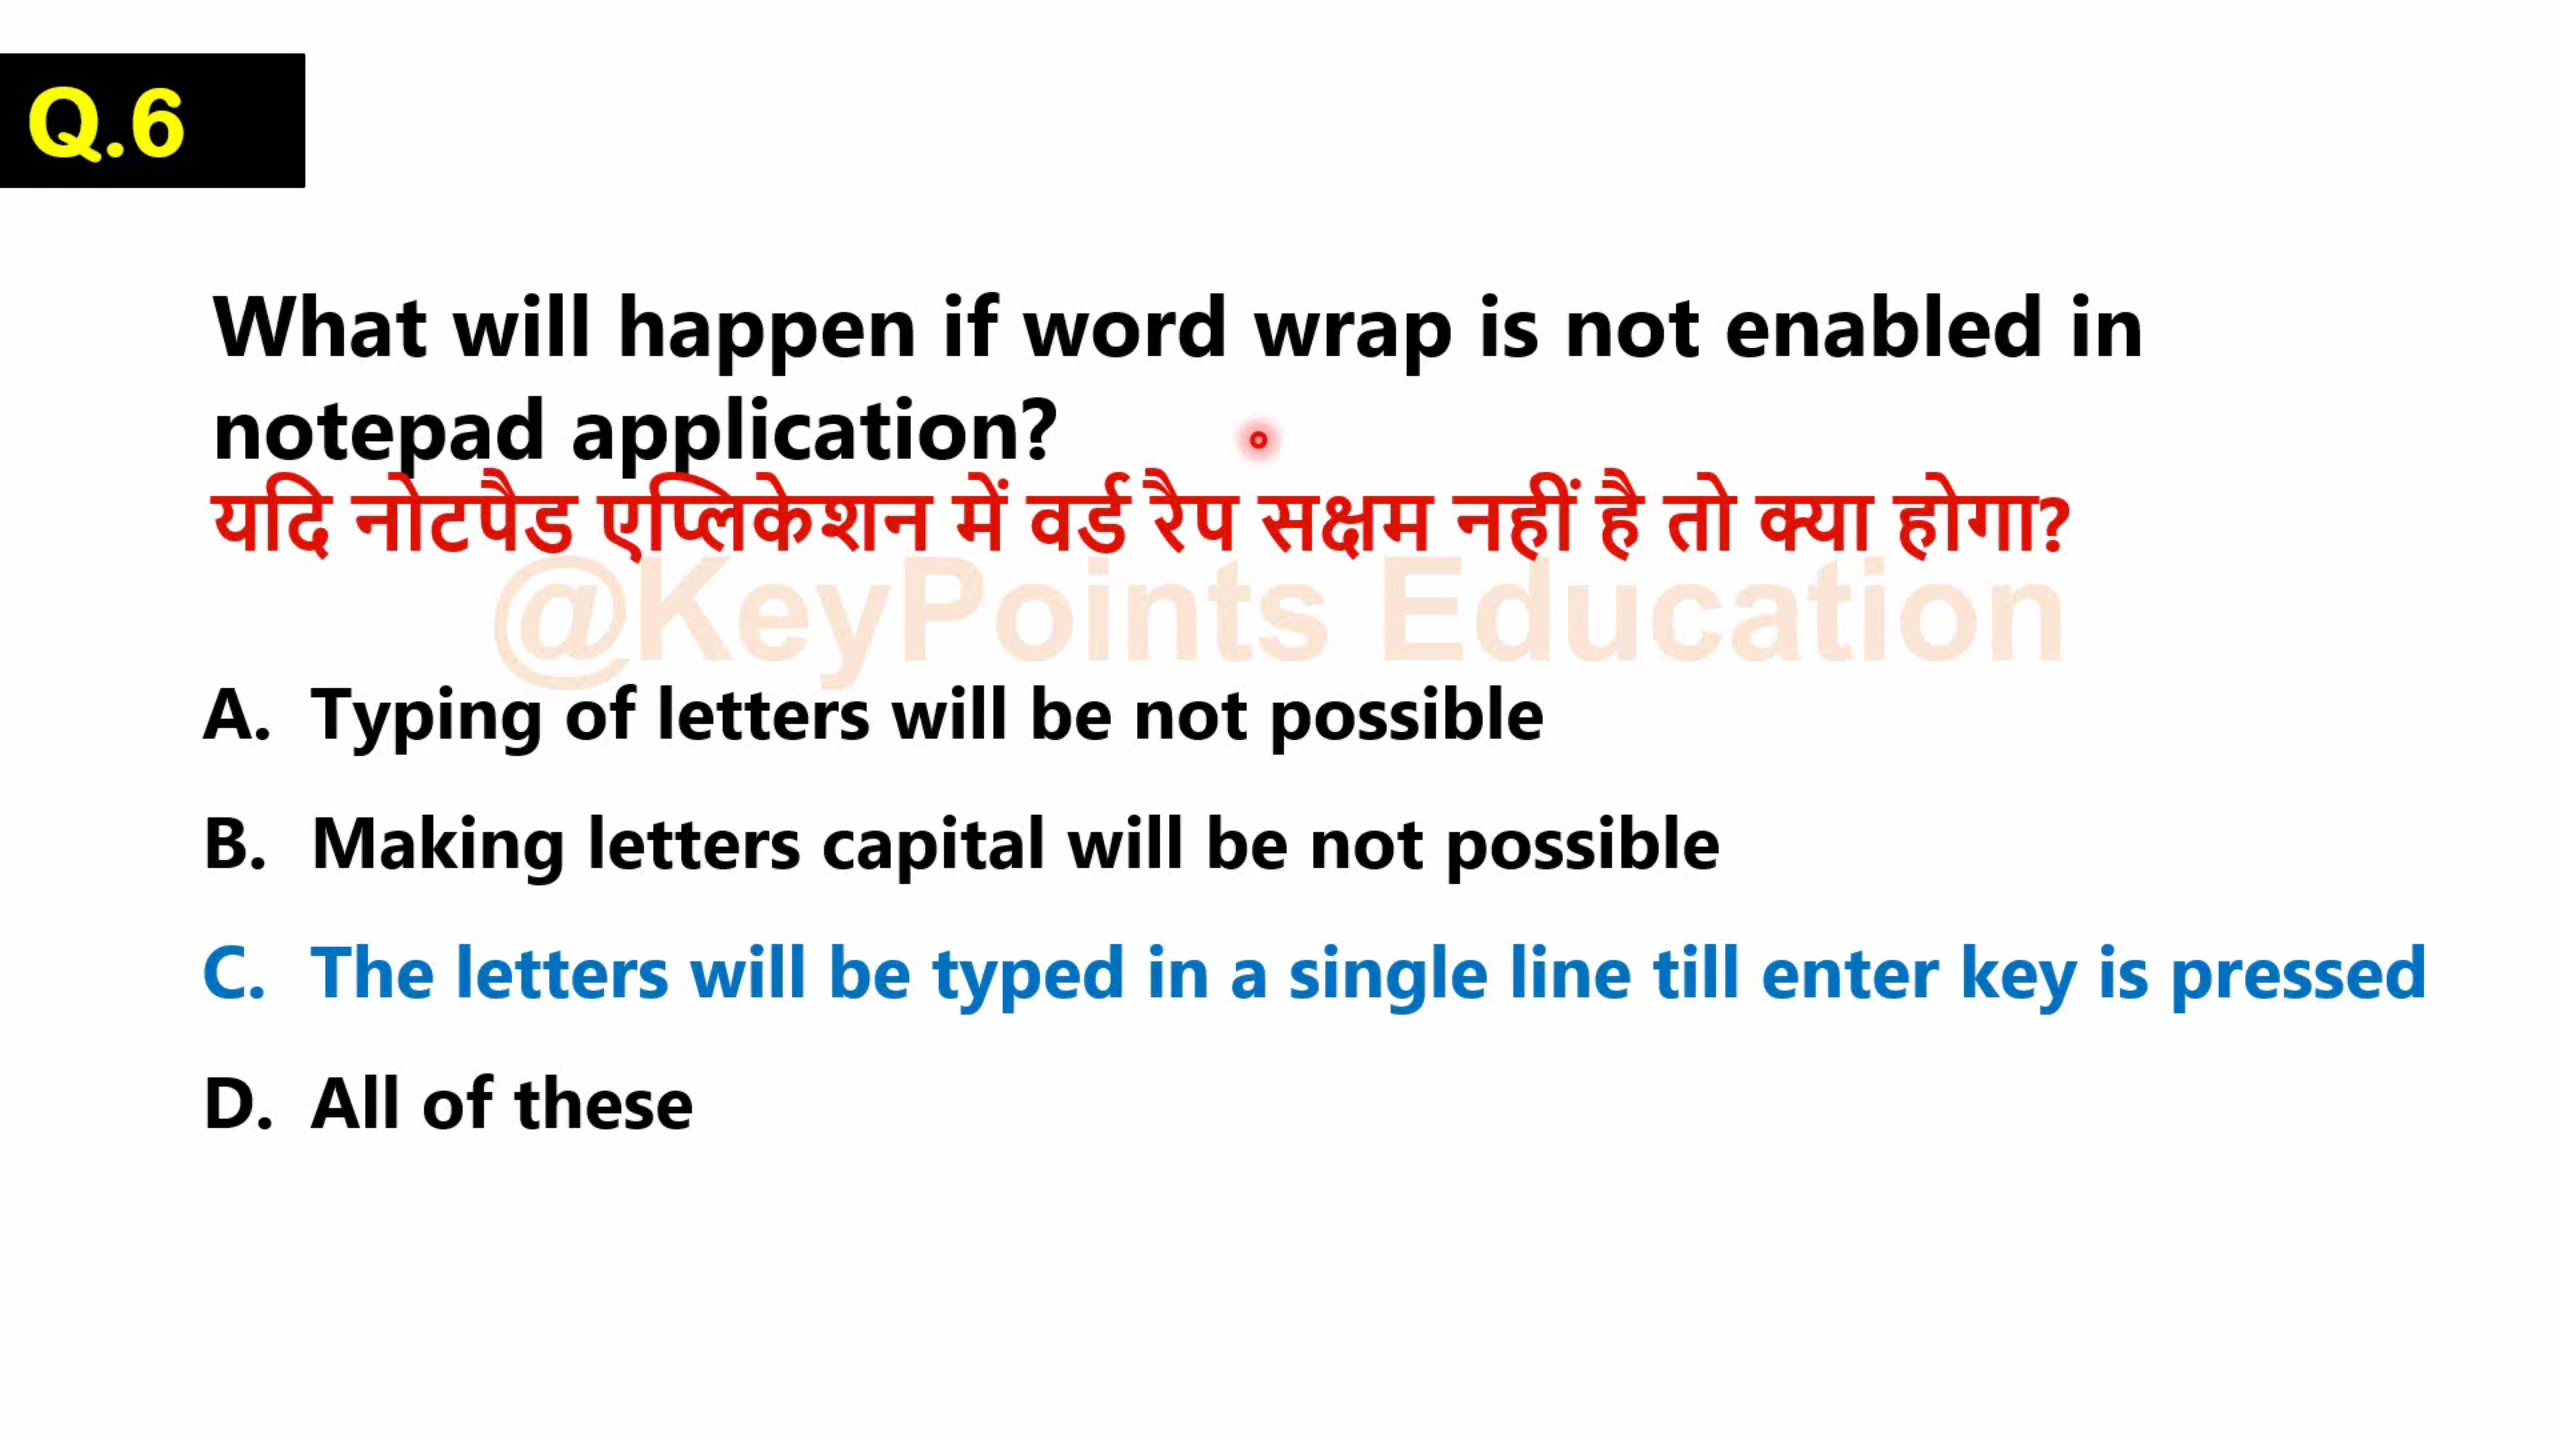 Q.6
What will happen if word wrap is not enabled in
notepad application?
यदि नोटपैड एप्लिकेशन में वर्ड रैप सक्षम नहीं है तो क्या होगा?
@KeyPoints Education
A. Typing of letters will be not possible
B. Making letters capital will be not possible
C. The letters will be typed in a single line till enter key is pressed
D. All of these